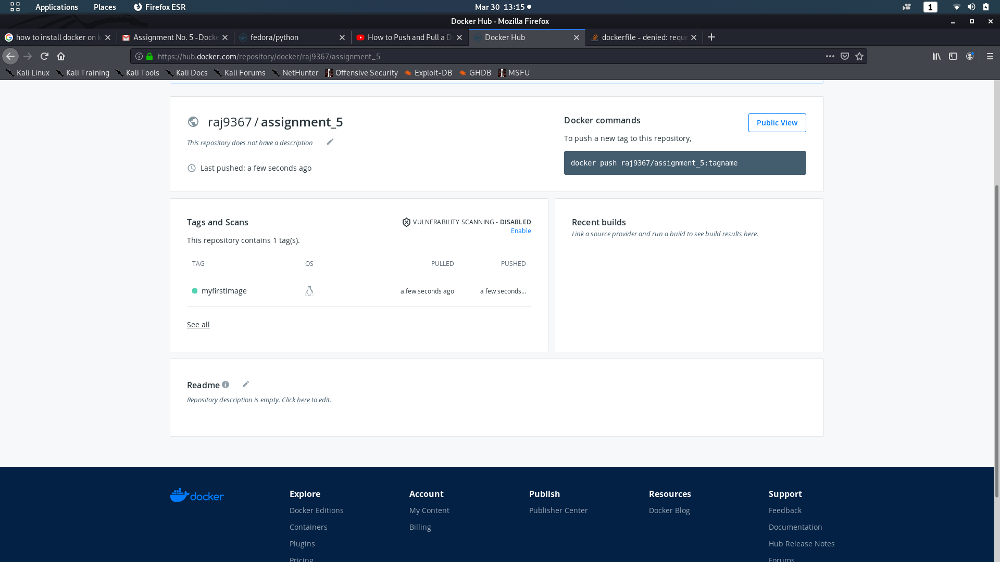 Applications Places Firefox ESR Mar 30 13:15 1
Docker Hub - Mozilla Firefox
how to install docker on k Assignment No. 5 -Docke fedora/python How to Push and Pull a D Docker Hub dockerfile - denied: reque
https://hub.docker.com/repository/docker/raj9367/assignment_5
Kali Linux Kali Training Kali Tools Kali Docs Kali Forums NetHunter Offensive Security Exploit-DB GHDB MSFU
raj9367 / assignment_5
This repository does not have a description
Last pushed: a few seconds ago
Docker commands
Public View
To push a new tag to this repository,
docker push raj9367/assignment_5:tagname
Tags and Scans
VULNERABILITY SCANNING - DISABLED
Enable
This repository contains 1 tag(s).
TAG OS PULLED PUSHED
myfirstimage a few seconds ago a few seconds...
See all
Recent builds
Link a source provider and run a build to see build results here.
Readme
Repository description is empty. Click here to edit.
docker
Explore
Docker Editions
Containers
Plugins
Pricing
Account
My Content
Billing
Publish
Publisher Center
Resources
Docker Blog
Support
Feedback
Documentation
Hub Release Notes
Forums